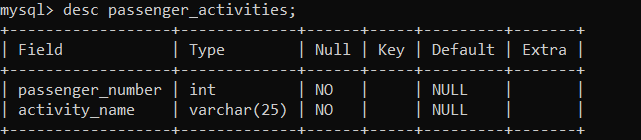 mysql> desc passenger_activities;
+------------------+-------------+------+-----+---------+-------+
| Field            | Type        | Null | Key | Default | Extra |
+------------------+-------------+------+-----+---------+-------+
| passenger_number | int         | NO   |     | NULL    |       |
| activity_name    | varchar(25) | NO   |     | NULL    |       |
+------------------+-------------+------+-----+---------+-------+